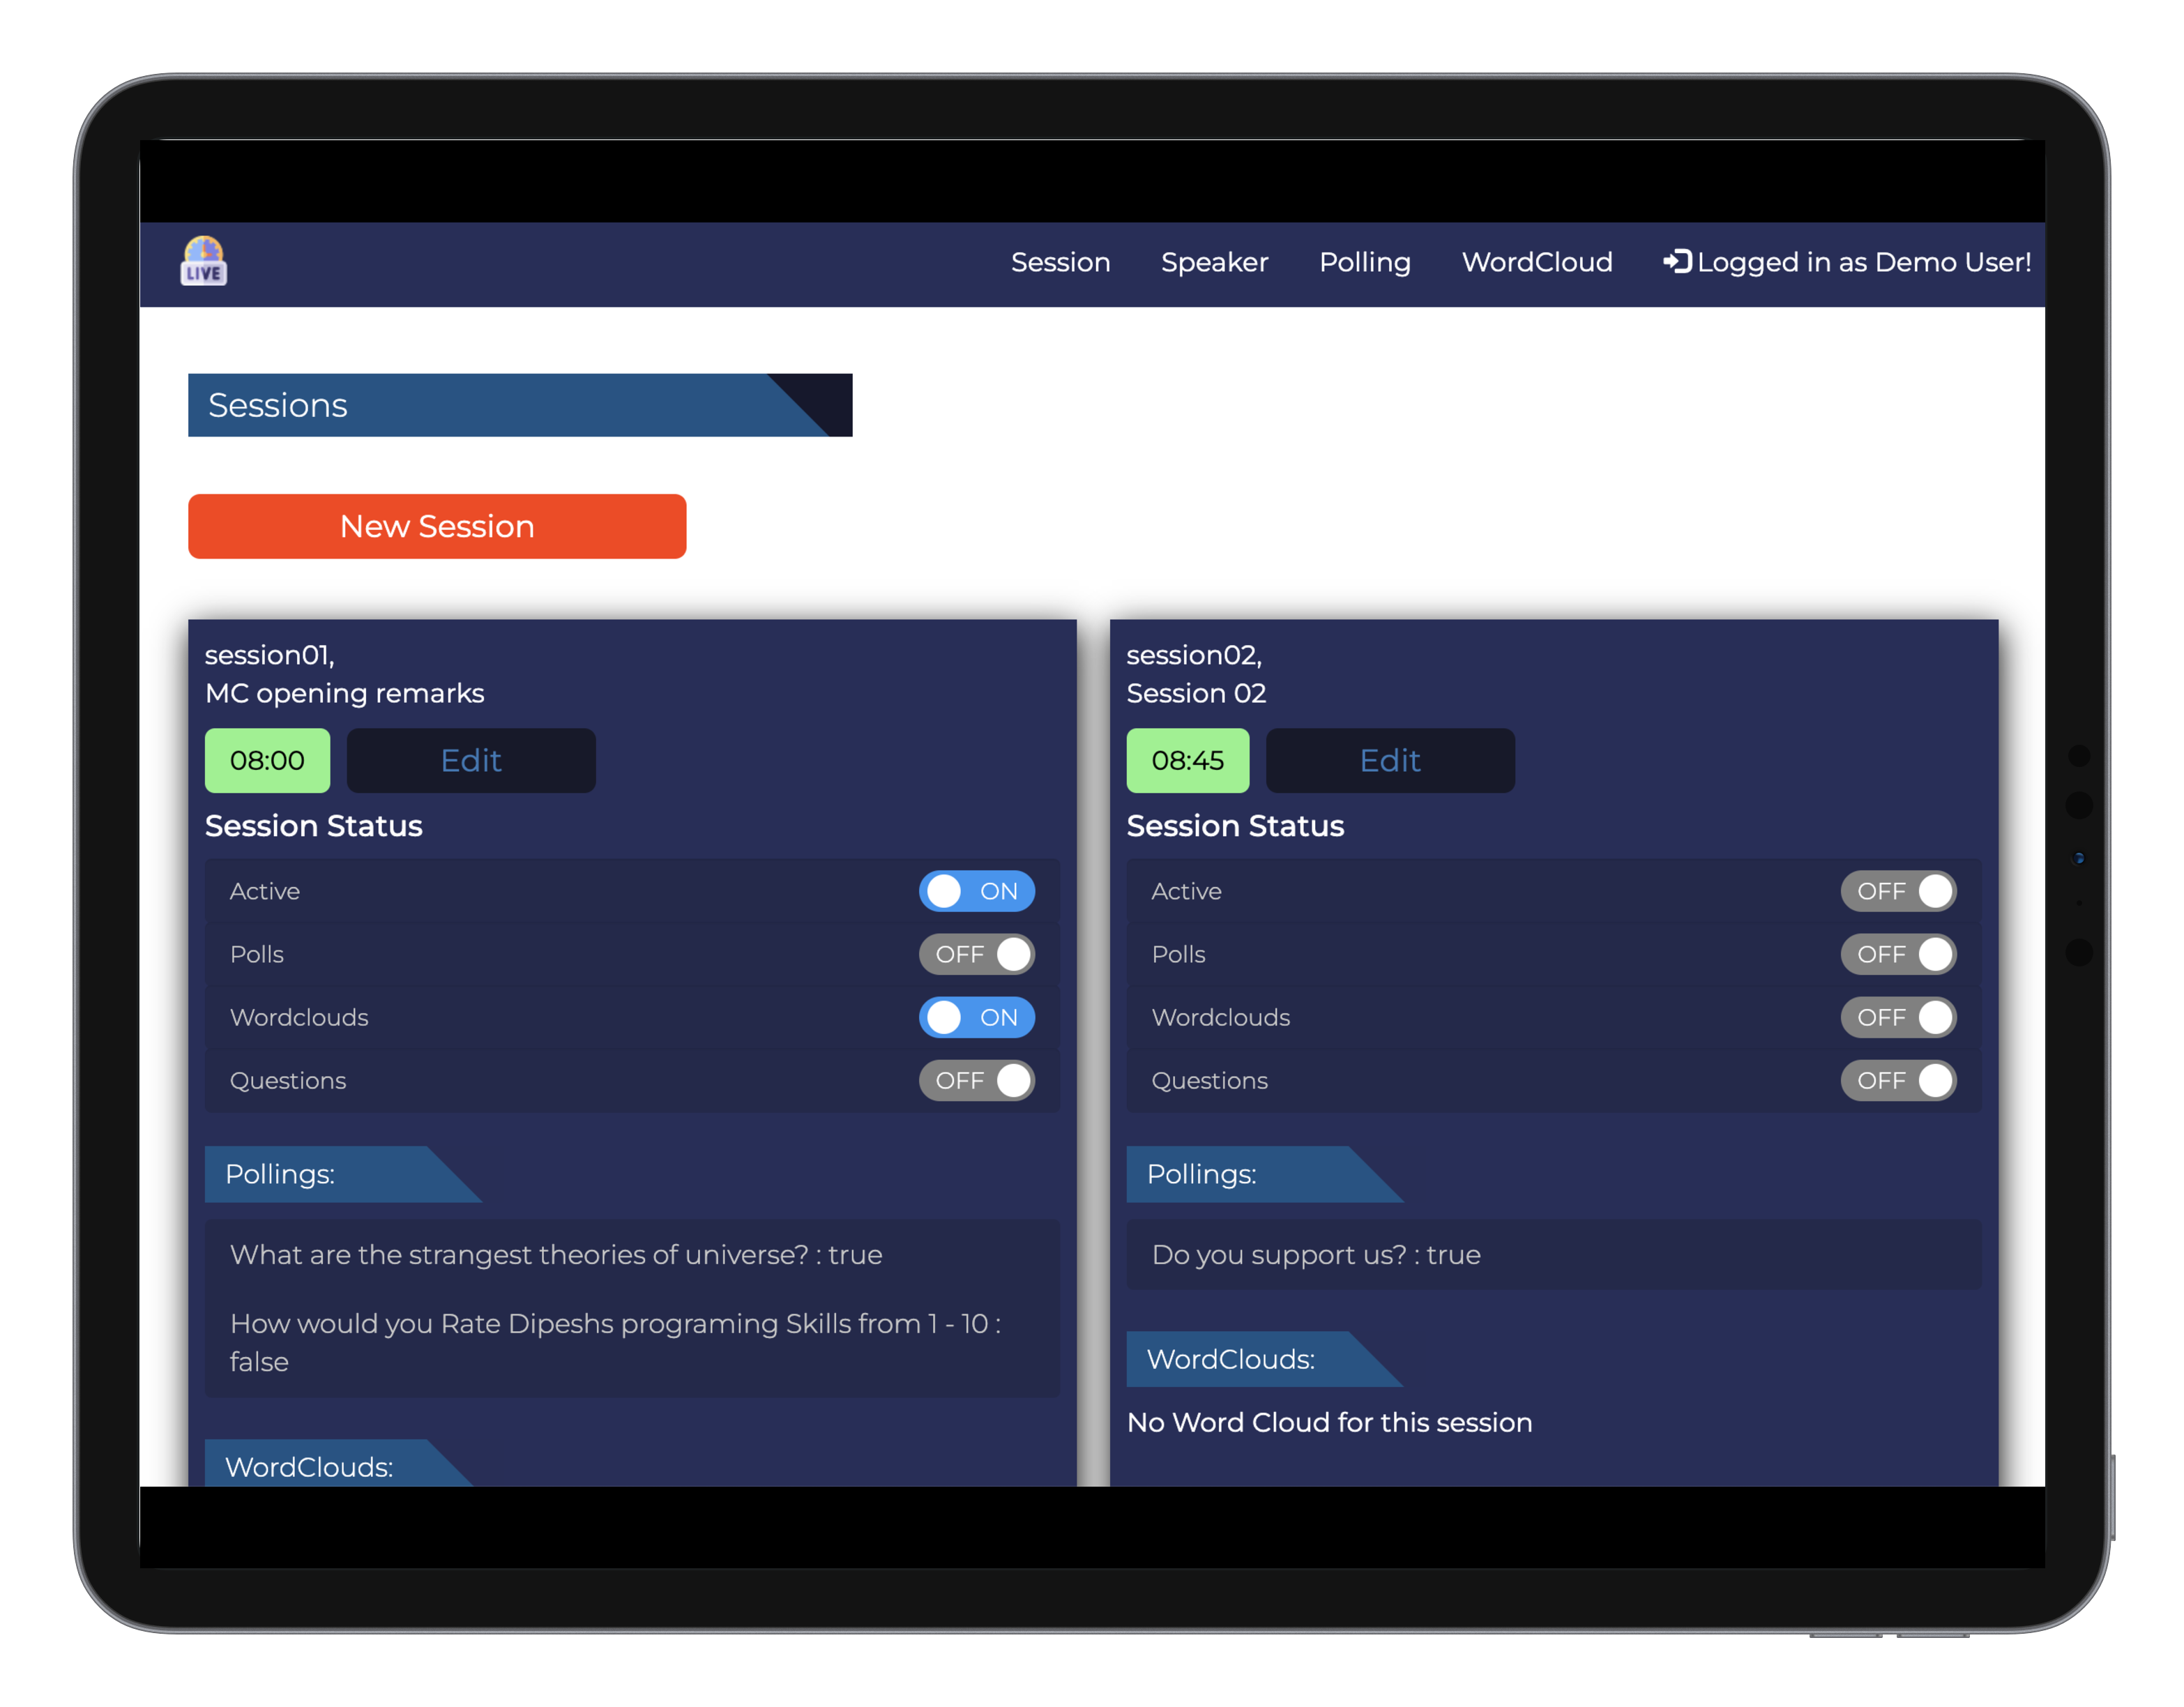 LIVE
Session Speaker Polling WordCloud Logged in as Demo User!
Sessions
New Session
session01,
MC opening remarks
08:00 Edit
Session Status
Active ON
Polls OFF
Wordclouds ON
Questions OFF
Pollings:
What are the strangest theories of universe? : true
How would you Rate Dipeshs programing Skills from 1 - 10 :
false
WordClouds:
session02,
Session 02
08:45 Edit
Session Status
Active OFF
Polls OFF
Wordclouds OFF
Questions OFF
Pollings:
Do you support us? : true
WordClouds:
No Word Cloud for this session